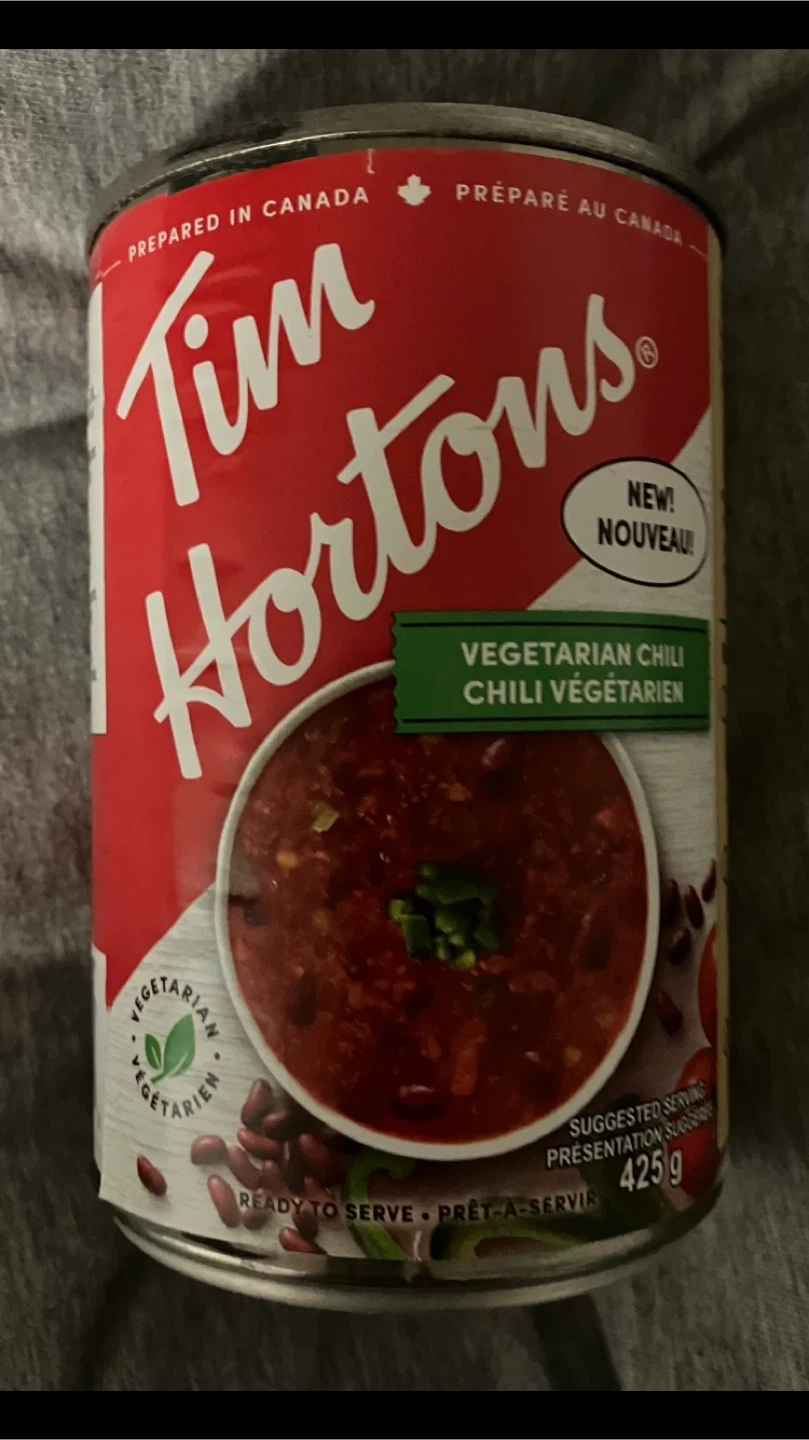 PREPARED IN CANADA PRÉPARÉ AU CANADA
Tim
Hortons®
NEW!
NOUVEAU!
VEGETARIAN CHILI
CHILI VÉGÉTARIEN
• VEGETARIAN •
VÉGÉTARIEN
SUGGESTED SERVING
PRÉSENTATION SUGGÉRÉE
425 g
READY TO SERVE • PRÊT-À-SERVIR